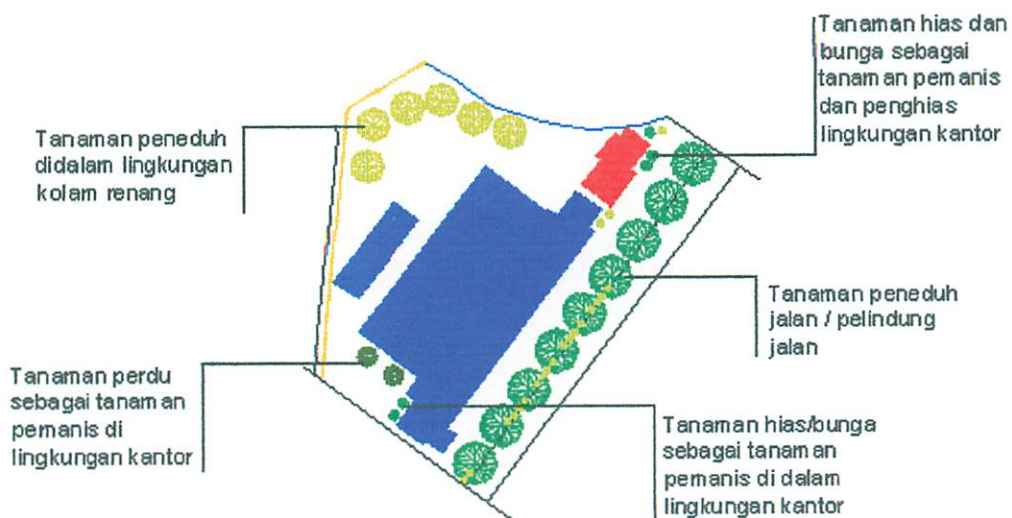 Tanaman hias dan
bunga sebagai
tanaman pemanis
dan penghias
lingkungan kantor
Tanaman peneduh
didalam lingkungan
kolam renang
Tanaman peneduh
jalan / pelindung
jalan
Tanaman perdu
sebagai tanaman
pemanis di
lingkungan kantor
Tanaman hias/bunga
sebagai tanaman
pemanis di dalam
lingkungan kantor